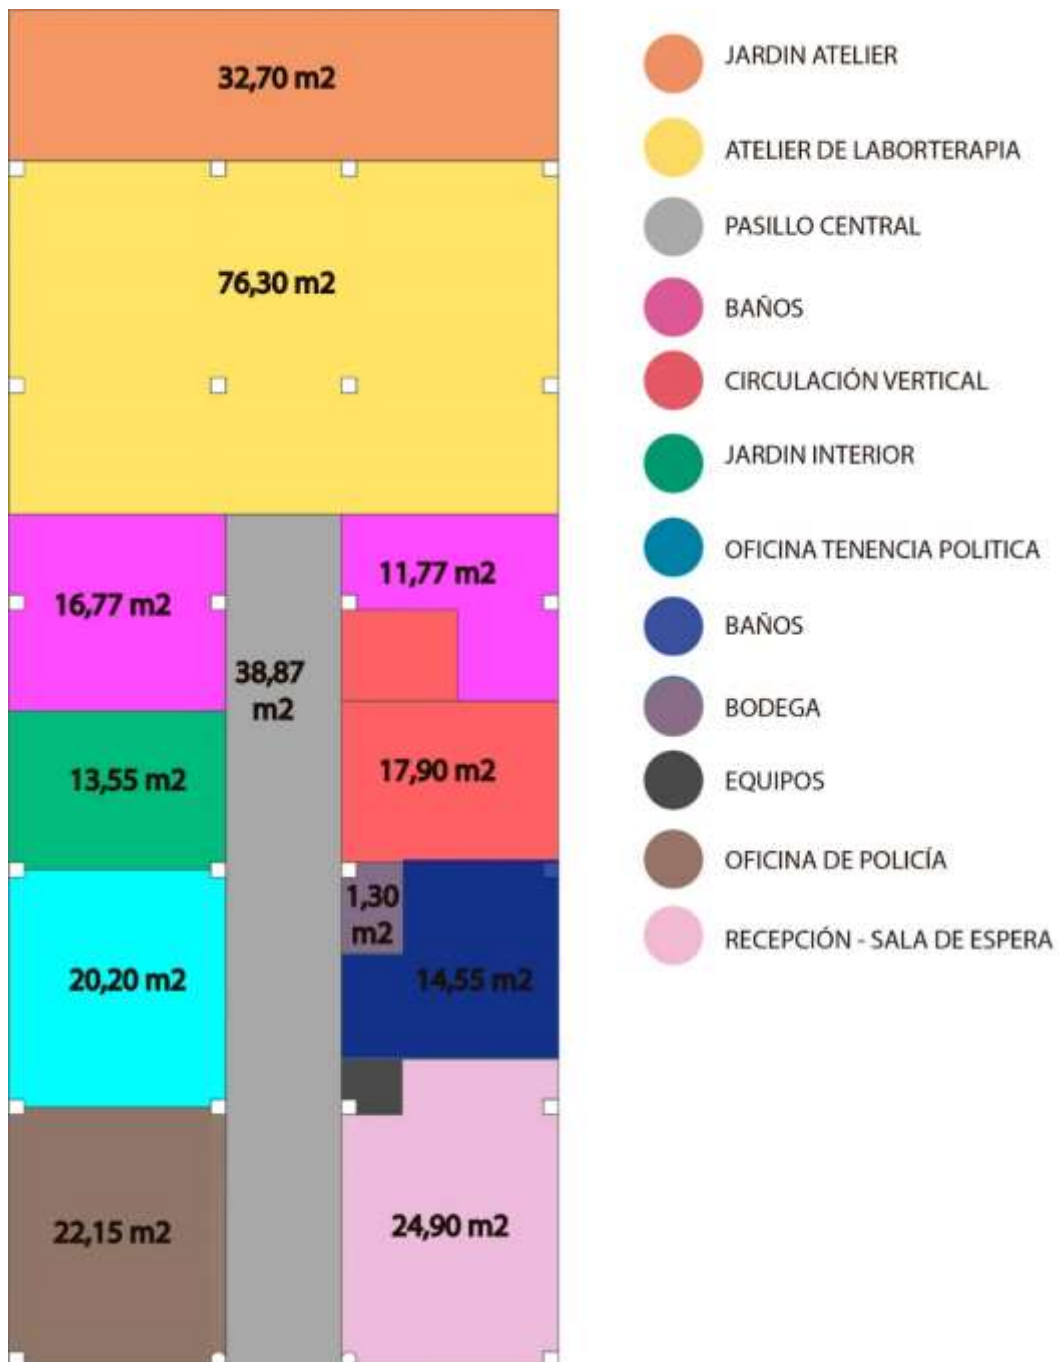 32,70 m2
76,30 m2
16,77 m2
11,77 m2
38,87
m2
13,55 m2
17,90 m2
1,30
m2
20,20 m2
14,55 m2
22,15 m2
24,90 m2
JARDIN ATELIER
ATELIER DE LABORTERAPIA
PASILLO CENTRAL
BAÑOS
CIRCULACIÓN VERTICAL
JARDIN INTERIOR
OFICINA TENENCIA POLITICA
BAÑOS
BODEGA
EQUIPOS
OFICINA DE POLICÍA
RECEPCIÓN - SALA DE ESPERA